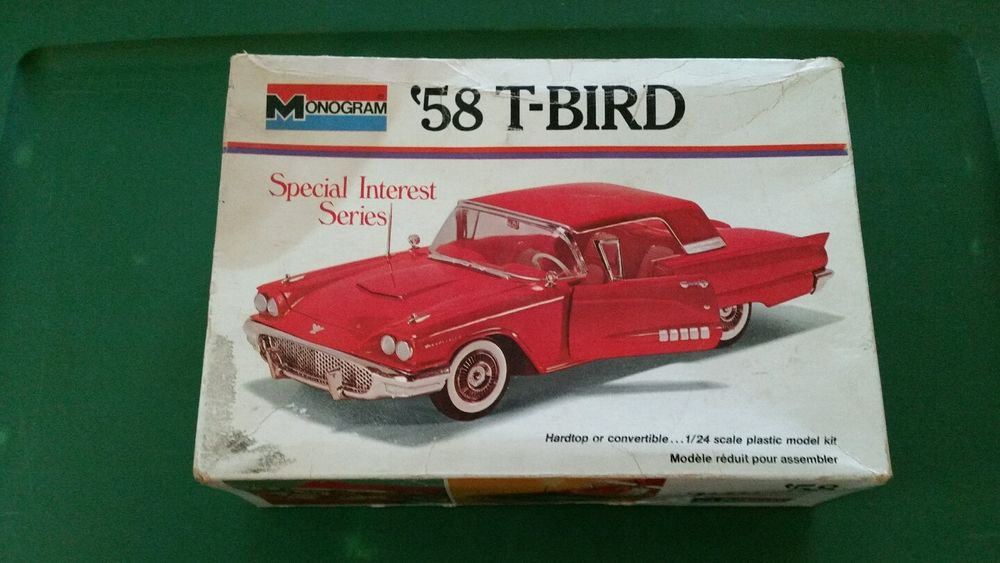 MONOGRAM
'58 T-BIRD
Special Interest
Series
Hardtop or convertible...1/24 scale plastic model kit
Modèle réduit pour assembler
'58